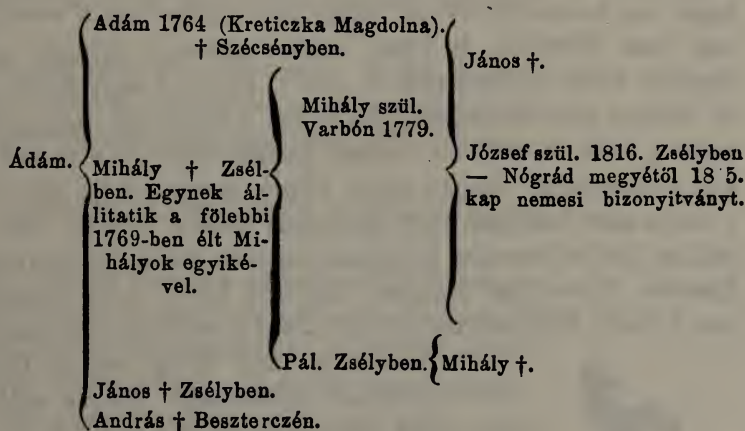 Ádám.
Adám 1764 (Kreticzka Magdolna).
† Szécsényben.
Mihály † Zsél-
ben. Egynek ál-
litatik a fölebbi
1769-ben élt Mi-
hályok egyiké-
vel.
János † Zsélyben.
András † Beszterczén.
Mihály szül.
Varbón 1779.
Pál. Zsélyben.
János †.
József szül. 1816. Zsélyben
— Nógrád megyétől 18 5.
kap nemesi bizonyitványt.
Mihály †.